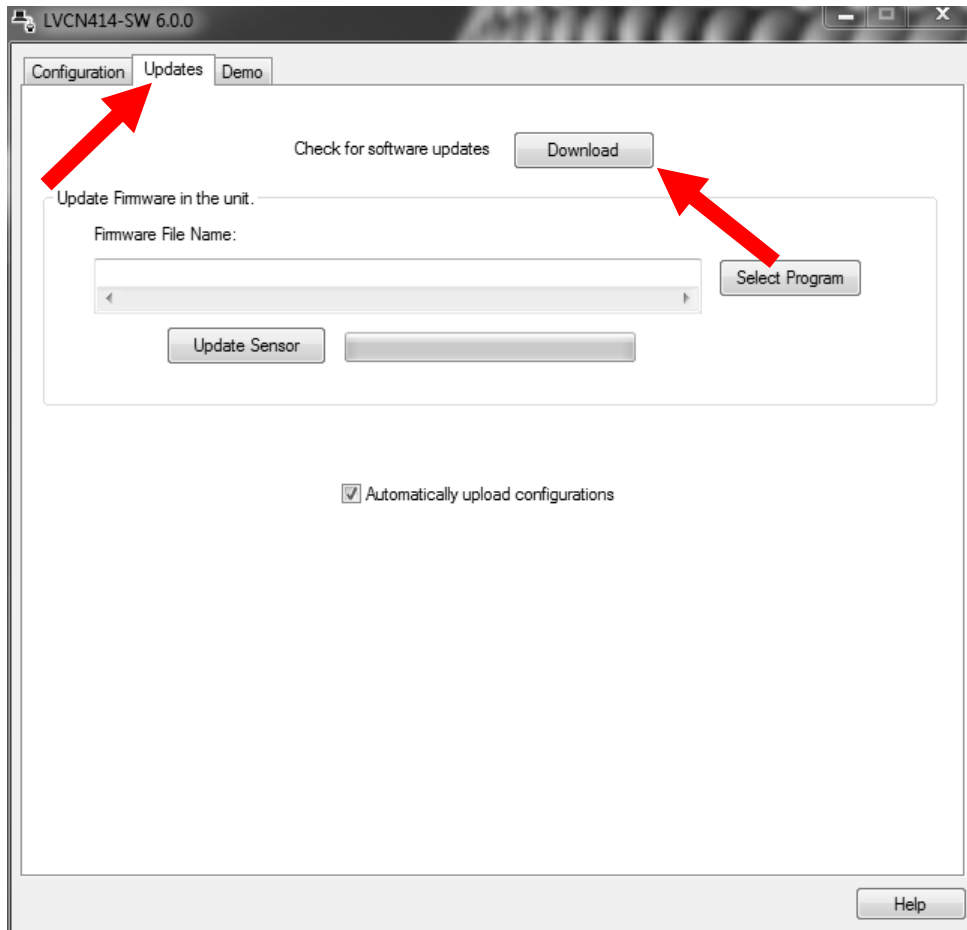 LVCN414-SW 6.0.0
Configuration Updates Demo
Check for software updates Download
Update Firmware in the unit.
Firmware File Name:
Select Program
Update Sensor
Automatically upload configurations
Help